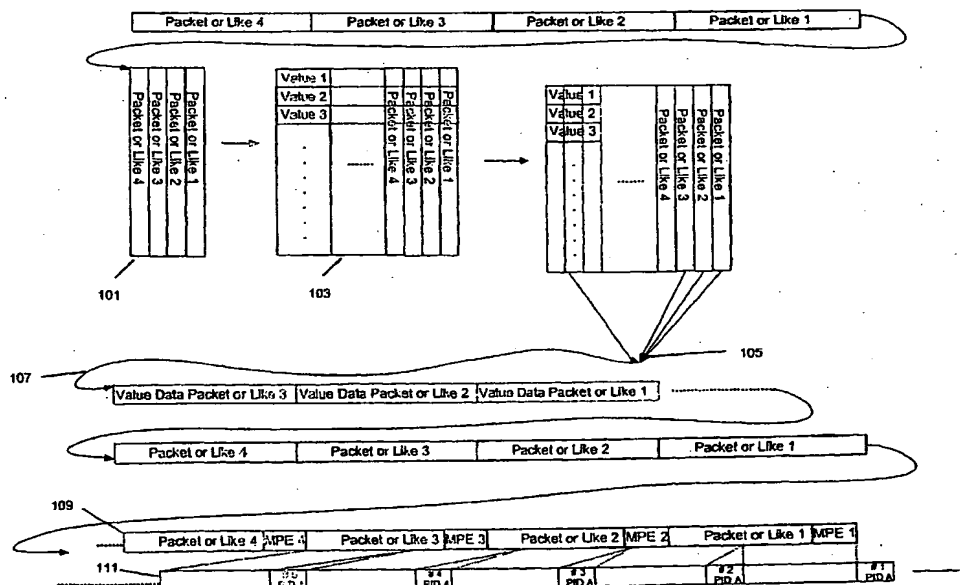 Packet or Like 4 Packet or Like 3 Packet or Like 2 Packet or Like 1
Packet or Like 4
Packet or Like 3
Packet or Like 2
Packet or Like 1
101
Value 1
Value 2
Value 3
Packet or Like 4
Packet or Like 3
Packet or Like 2
Packet or Like 1
103
Value 1
Value 2
Value 3
Packet or Like 4
Packet or Like 3
Packet or Like 2
Packet or Like 1
105
107
Value Data Packet or Like 3 Value Data Packet or Like 2 Value Data Packet or Like 1
Packet or Like 4 Packet or Like 3 Packet or Like 2 Packet or Like 1
109
Packet or Like 4 MPE 4 Packet or Like 3 MPE 3 Packet or Like 2 MPE 2 Packet or Like 1 MPE 1
111
#5 #4 #3 #2 #1
PID A PID A PID A PID A PID A